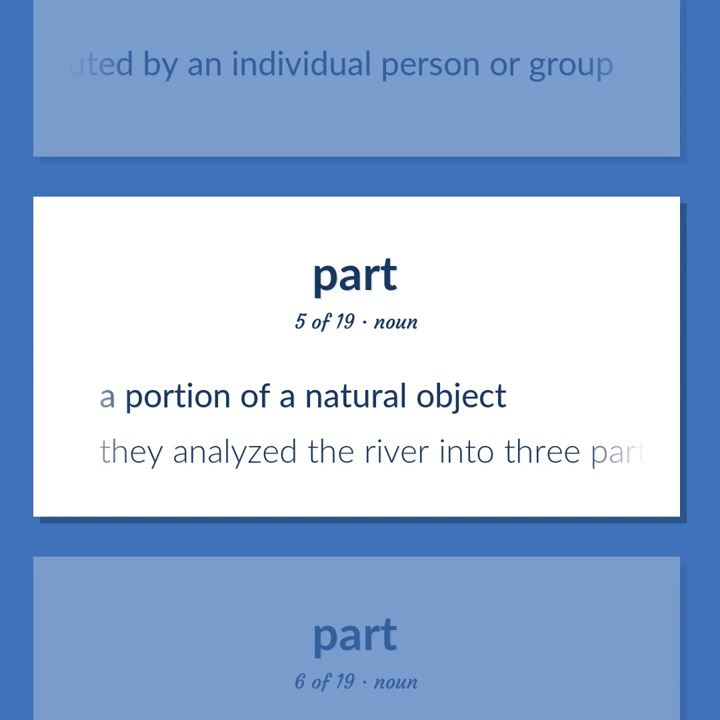 uted by an individual person or group
part
5 of 19 · noun
a portion of a natural object
they analyzed the river into three part
part
6 of 19 · noun